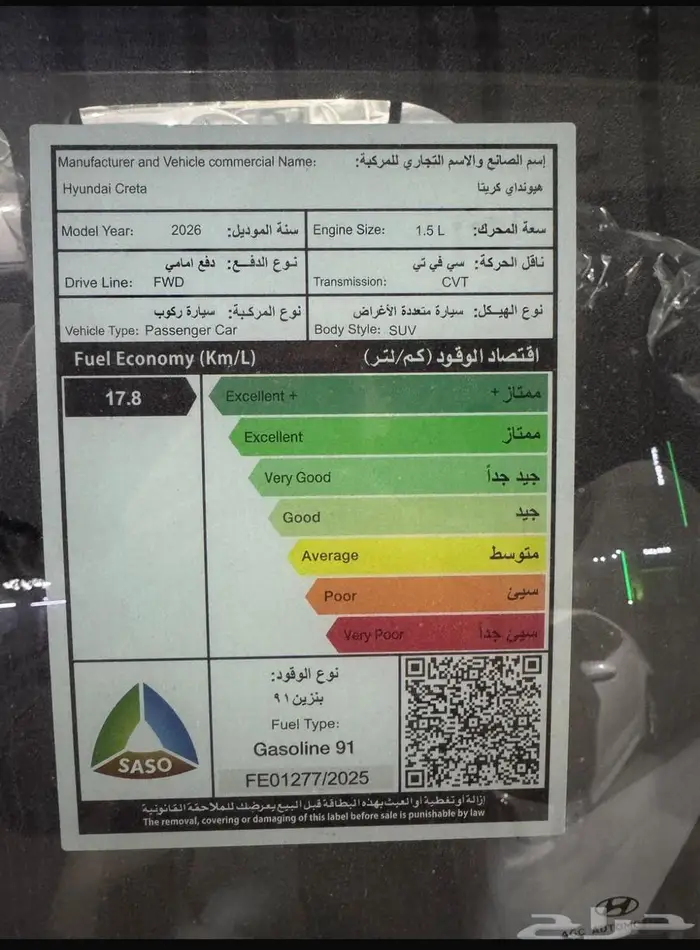 Manufacturer and Vehicle commercial Name: إسم الصانع والاسم التجاري للمركبة:
Hyundai Creta هيونداي كريتا
Model Year: 2026 سنة الموديل: Engine Size: 1.5 L سعة المحرك:
نوع الدفع: دفع امامي ناقل الحركة: سي في تي
Drive Line: FWD Transmission: CVT
نوع المركبة: سيارة ركوب نوع الهيكل: سيارة متعددة الأغراض
Vehicle Type: Passenger Car Body Style: SUV
Fuel Economy (Km/L) اقتصاد الوقود (كم/لتر)
17.8 Excellent + ممتاز +
Excellent ممتاز
Very Good جيد جداً
Good جيد
Average متوسط
Poor سيئ
Very Poor سيئ جداً
نوع الوقود:
بنزين ٩١
Fuel Type:
Gasoline 91
SASO FE01277/2025
إزالة أو تغطية أو العبث بهذه البطاقة قبل البيع يعرضك للملاحقة القانونية
The removal, covering or damaging of this label before sale is punishable by law
حراج